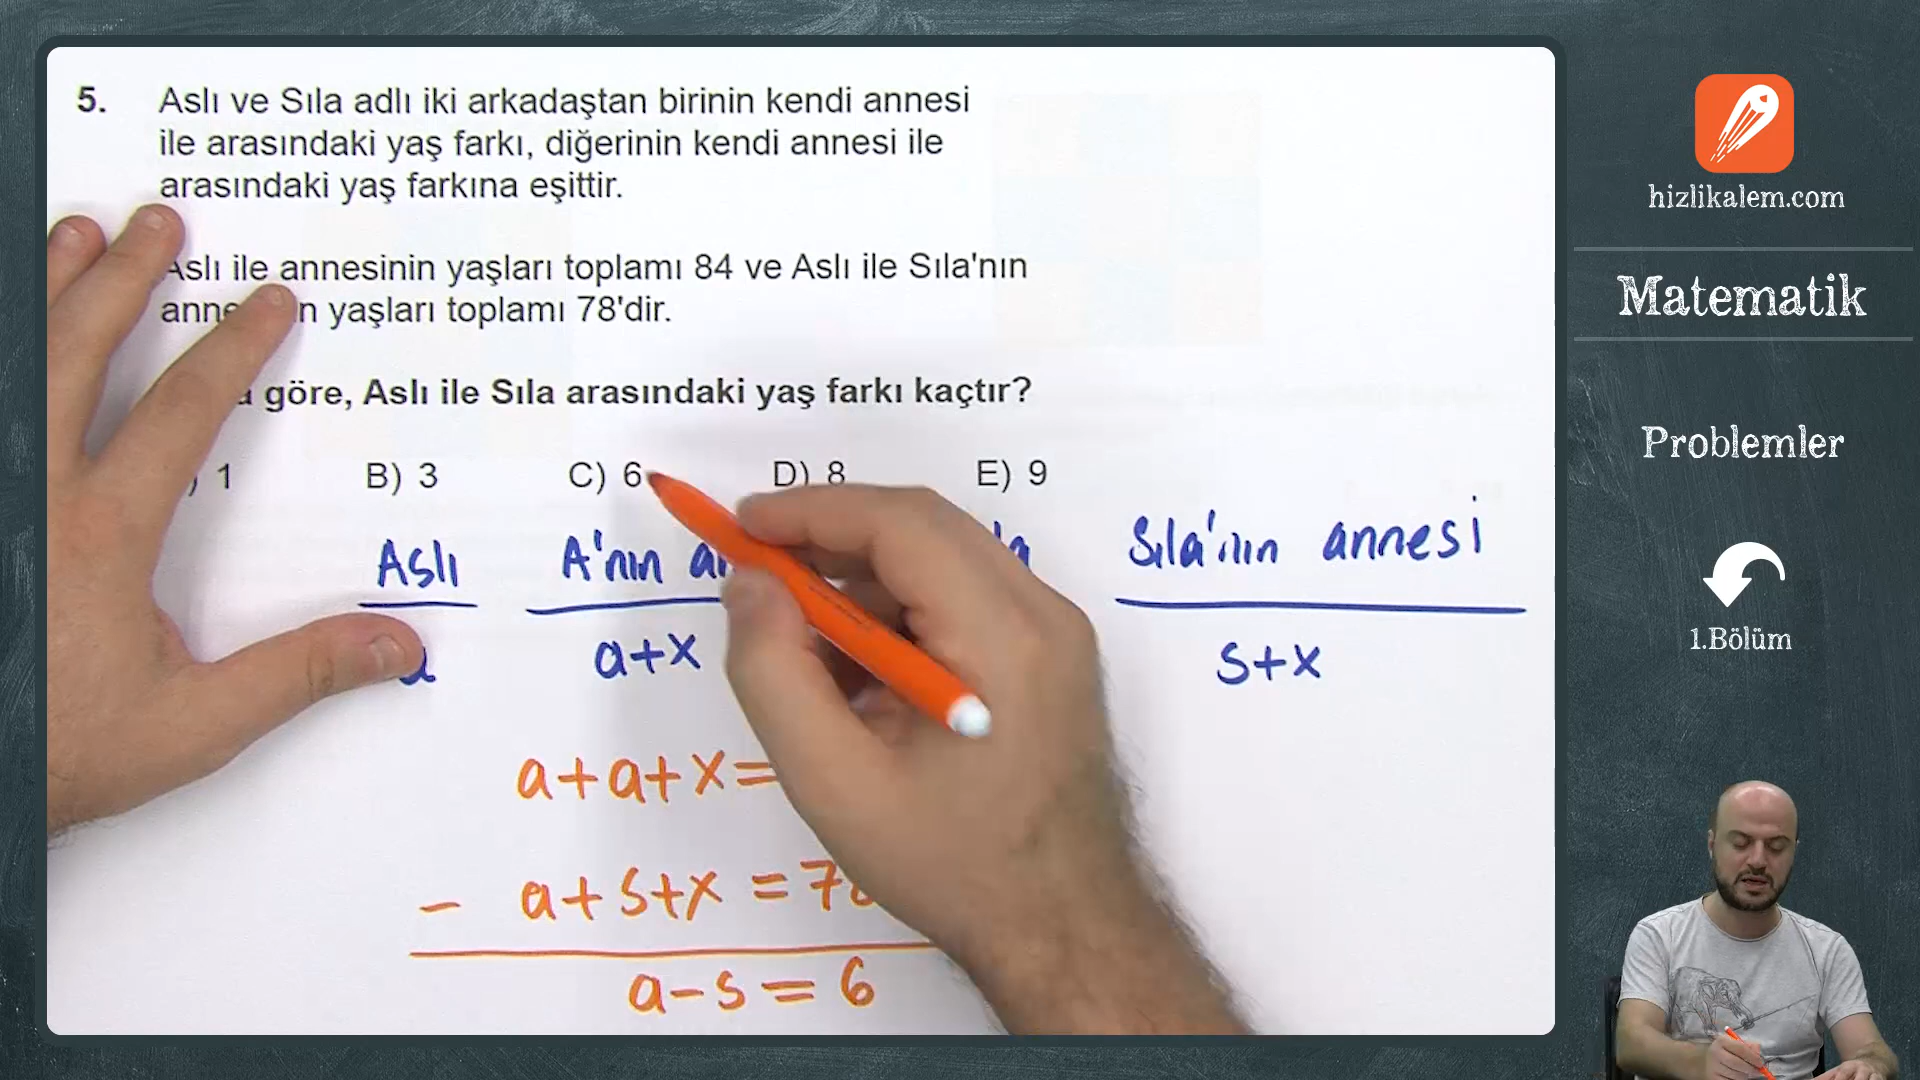 5. Aslı ve Sıla adlı iki arkadaştan birinin kendi annesi
ile arasındaki yaş farkı, diğerinin kendi annesi ile
arasındaki yaş farkına eşittir.
Aslı ile annesinin yaşları toplamı 84 ve Aslı ile Sıla'nın
yaşları toplamı 78'dir.
göre, Aslı ile Sıla arasındaki yaş farkı kaçtır?
) 1 B) 3 C) 6 D) 8 E) 9
Aslı A'nın Sıla'nın annesi
a a+x s+x
a+a+x=
- a+s+x=78
a-s=6
hizlikalem.com
Matematik
Problemler
1.Bölüm